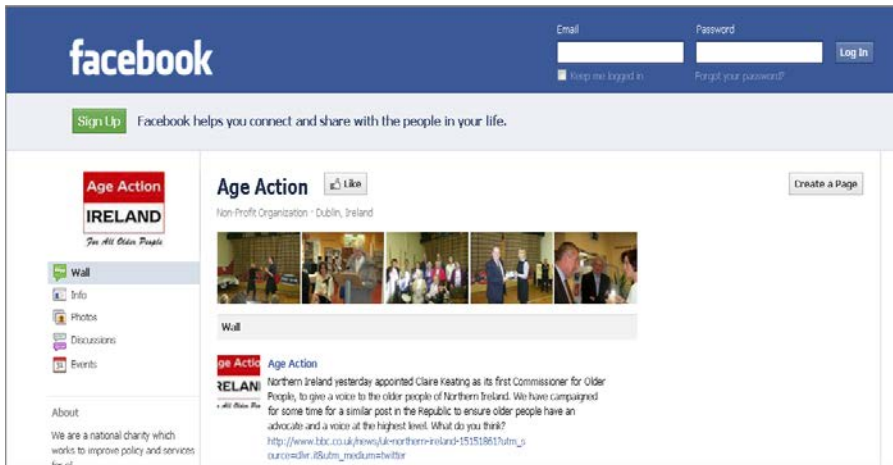 Email
Password
facebook
Log In
Keep me logged in
Forgot your password?
Sign Up
Facebook helps you connect and share with the people in your life.
Age Action
IRELAND
For All Older People
Age Action
Like
Create a Page
Non-Profit Organization · Dublin, Ireland
Wall
Info
Photos
Discussions
Events
Wall
ge Actio
RELAN
Age Action
Northern Ireland yesterday appointed Claire Keating as its first Commissioner for Older
People, to give a voice to the older people of Northern Ireland. We have campaigned
for some time for a similar post in the Republic to ensure older people have an
advocate and a voice at the highest level. What do you think?
http://www.bbc.co.uk/news/uk-northern-ireland-15151861?utm_s
ource=dlvr.it&utm_medium=twitter
About
We are a national charity which
works to improve policy and services